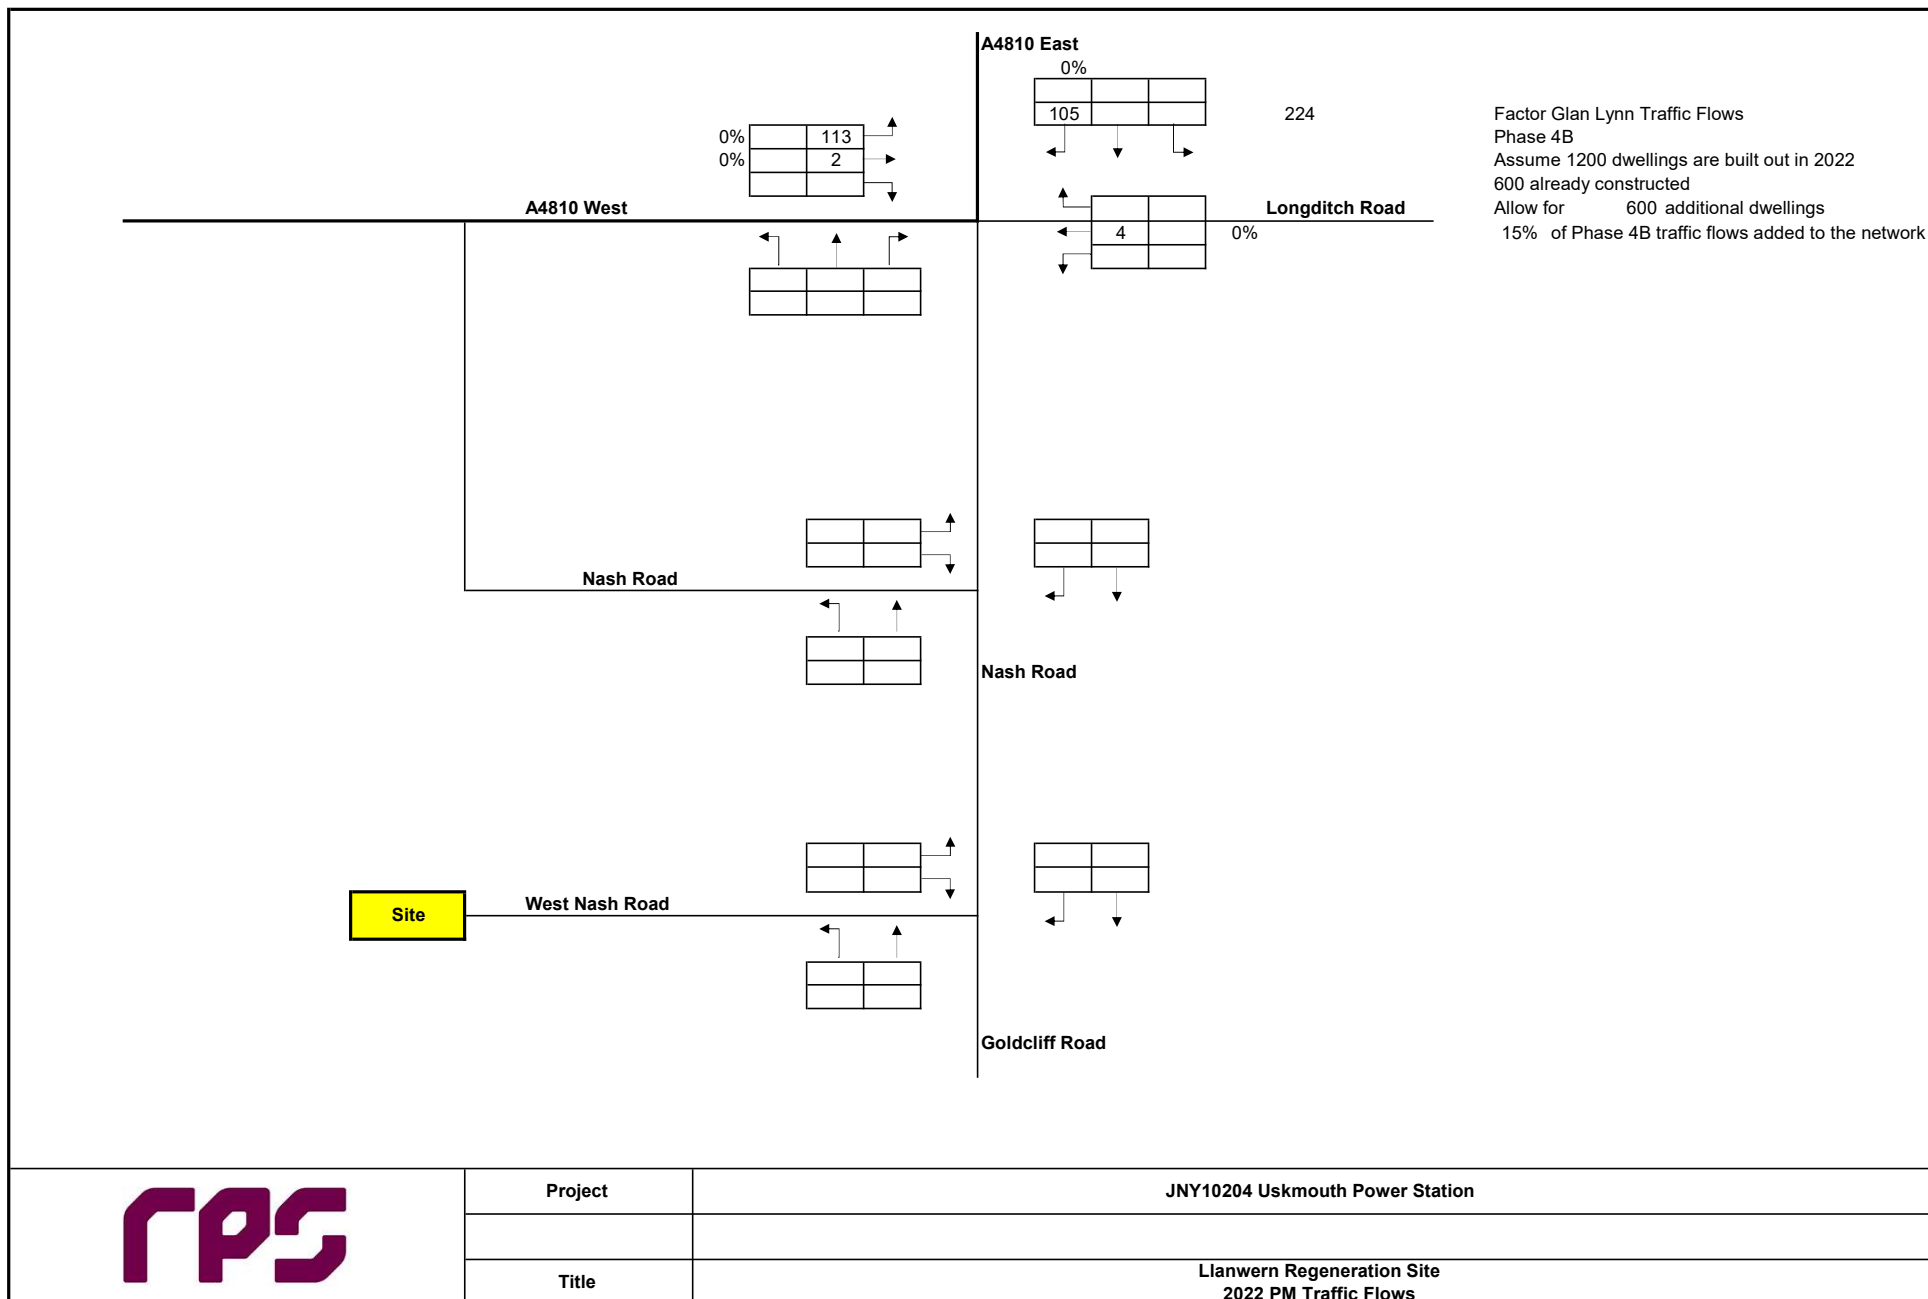 A4810 East
0%
105
224
Factor Glan Lynn Traffic Flows
0% 113
Phase 4B
0% 2
Assume 1200 dwellings are built out in 2022
600 already constructed
A4810 West
Longditch Road
Allow for 600 additional dwellings
4 0%
15% of Phase 4B traffic flows added to the network
Nash Road
Nash Road
West Nash Road
Site
Goldcliff Road
rps
Project
JNY10204 Uskmouth Power Station
Title
Llanwern Regeneration Site
2022 PM Traffic Flows